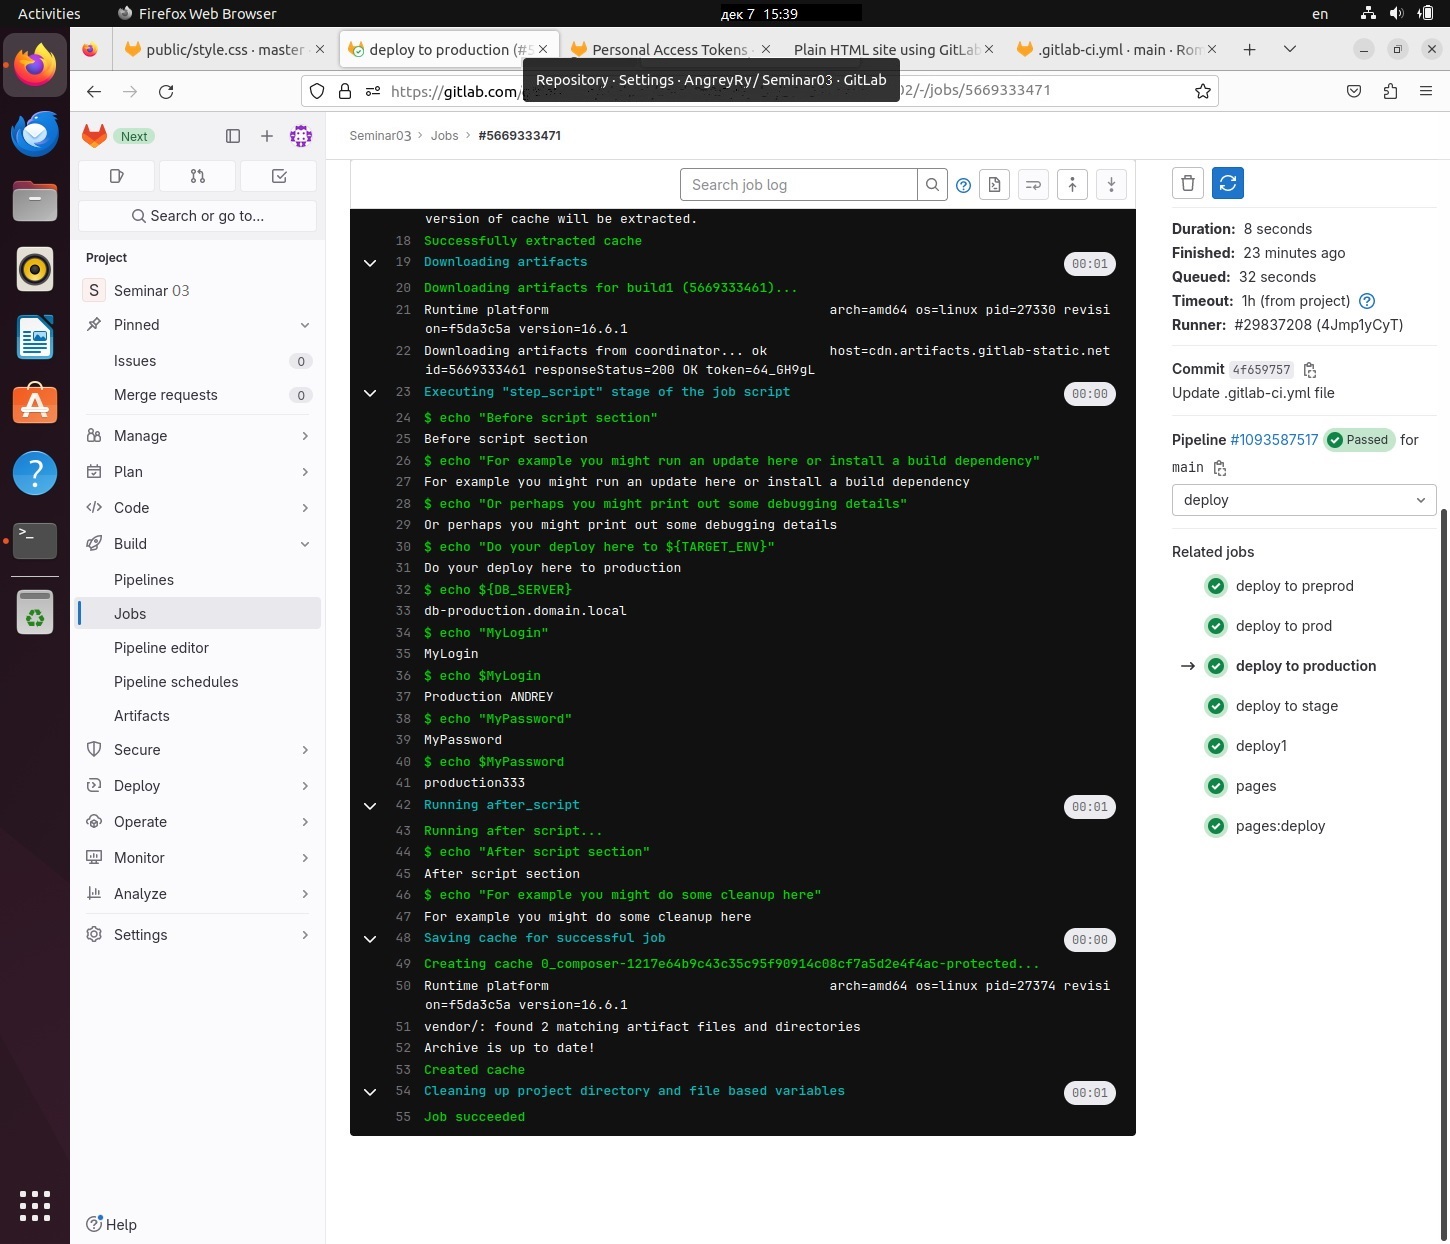 Activities
Firefox Web Browser
дек 7 15:39
en
public/style.css · master
deploy to production (#5
Personal Access Tokens
Plain HTML site using GitLab
.gitlab-ci.yml · main · Rom
Repository · Settings · AngreyRy / Seminar03 · GitLab
https://gitlab.com/
02/-/jobs/5669333471
Next
Seminar03 › Jobs › #5669333471
Search or go to...
Project
S Seminar 03
Pinned
Issues 0
Merge requests 0
Manage
Plan
Code
Build
Pipelines
Jobs
Pipeline editor
Pipeline schedules
Artifacts
Secure
Deploy
Operate
Monitor
Analyze
Settings
Help
Search job log
version of cache will be extracted.
18 Successfully extracted cache
19 Downloading artifacts 00:01
20 Downloading artifacts for build1 (5669333461)...
21 Runtime platform arch=amd64 os=linux pid=27330 revisi
on=f5da3c5a version=16.6.1
22 Downloading artifacts from coordinator... ok host=cdn.artifacts.gitlab-static.net
id=5669333461 responseStatus=200 OK token=64_GH9gL
23 Executing "step_script" stage of the job script 00:00
24 $ echo "Before script section"
25 Before script section
26 $ echo "For example you might run an update here or install a build dependency"
27 For example you might run an update here or install a build dependency
28 $ echo "Or perhaps you might print out some debugging details"
29 Or perhaps you might print out some debugging details
30 $ echo "Do your deploy here to ${TARGET_ENV}"
31 Do your deploy here to production
32 $ echo ${DB_SERVER}
33 db-production.domain.local
34 $ echo "MyLogin"
35 MyLogin
36 $ echo $MyLogin
37 Production ANDREY
38 $ echo "MyPassword"
39 MyPassword
40 $ echo $MyPassword
41 production333
42 Running after_script 00:01
43 Running after script...
44 $ echo "After script section"
45 After script section
46 $ echo "For example you might do some cleanup here"
47 For example you might do some cleanup here
48 Saving cache for successful job 00:00
49 Creating cache 0_composer-1217e64b9c43c35c95f90914c08cf7a5d2e4f4ac-protected...
50 Runtime platform arch=amd64 os=linux pid=27374 revisi
on=f5da3c5a version=16.6.1
51 vendor/: found 2 matching artifact files and directories
52 Archive is up to date!
53 Created cache
54 Cleaning up project directory and file based variables 00:01
55 Job succeeded
Duration: 8 seconds
Finished: 23 minutes ago
Queued: 32 seconds
Timeout: 1h (from project)
Runner: #29837208 (4Jmp1yCyT)
Commit 4f659757
Update .gitlab-ci.yml file
Pipeline #1093587517 Passed for
main
deploy
Related jobs
deploy to preprod
deploy to prod
→ deploy to production
deploy to stage
deploy1
pages
pages:deploy